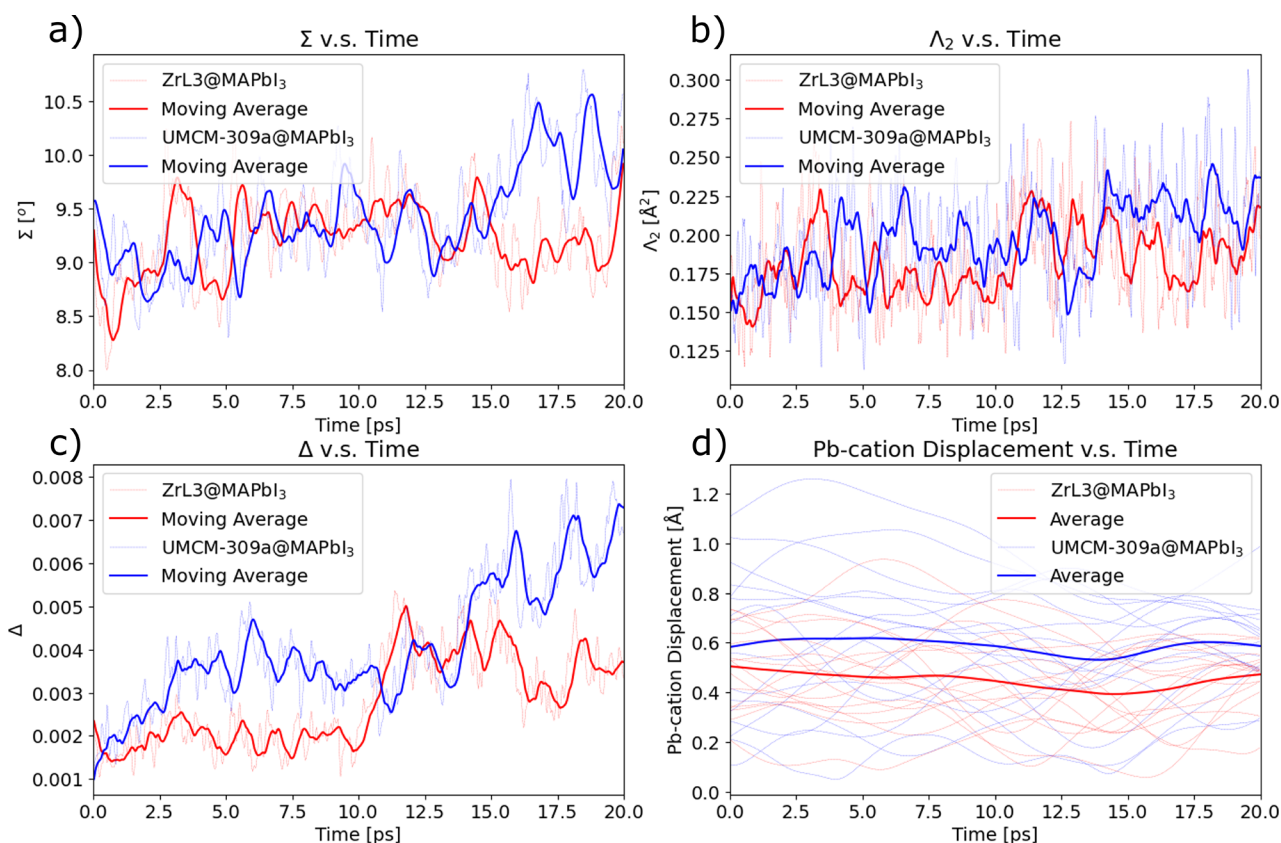 a)
Σ v.s. Time
ZrL3@MAPbI₃
Moving Average
UMCM-309a@MAPbI₃
Moving Average
10.5
10.0
9.5
9.0
8.5
8.0
Σ [°]
0.0 2.5 5.0 7.5 10.0 12.5 15.0 17.5 20.0
Time [ps]
b)
Λ₂ v.s. Time
ZrL3@MAPbI₃
Moving Average
UMCM-309a@MAPbI₃
Moving Average
0.300
0.275
0.250
0.225
0.200
0.175
0.150
0.125
Λ₂ [Å²]
0.0 2.5 5.0 7.5 10.0 12.5 15.0 17.5 20.0
Time [ps]
c)
Δ v.s. Time
ZrL3@MAPbI₃
Moving Average
UMCM-309a@MAPbI₃
Moving Average
0.008
0.007
0.006
0.005
0.004
0.003
0.002
0.001
Δ
0.0 2.5 5.0 7.5 10.0 12.5 15.0 17.5 20.0
Time [ps]
d)
Pb-cation Displacement v.s. Time
ZrL3@MAPbI₃
Average
UMCM-309a@MAPbI₃
Average
1.2
1.0
0.8
0.6
0.4
0.2
0.0
Pb-cation Displacement [Å]
0.0 2.5 5.0 7.5 10.0 12.5 15.0 17.5 20.0
Time [ps]